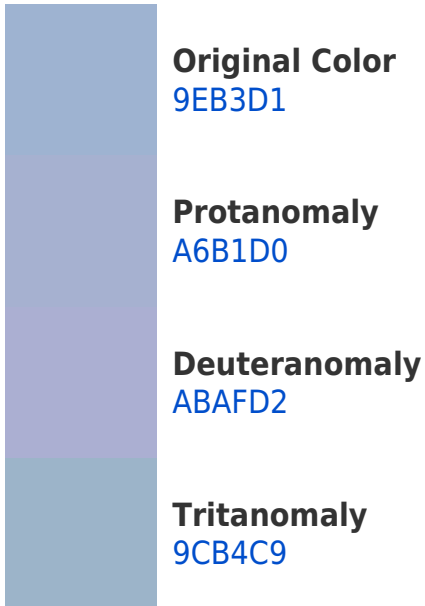 Original Color
9EB3D1
Protanomaly
A6B1D0
Deuteranomaly
ABAFD2
Tritanomaly
9CB4C9